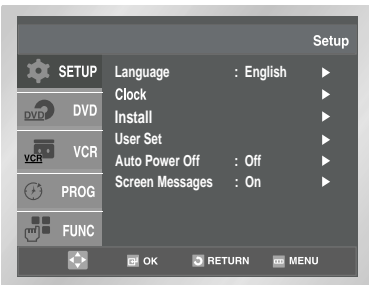 Setup
SETUP
Language : English
Clock
Install
DVD DVD
User Set
VCR VCR
Auto Power Off : Off
Screen Messages : On
PROG
FUNC
OK RETURN MENU